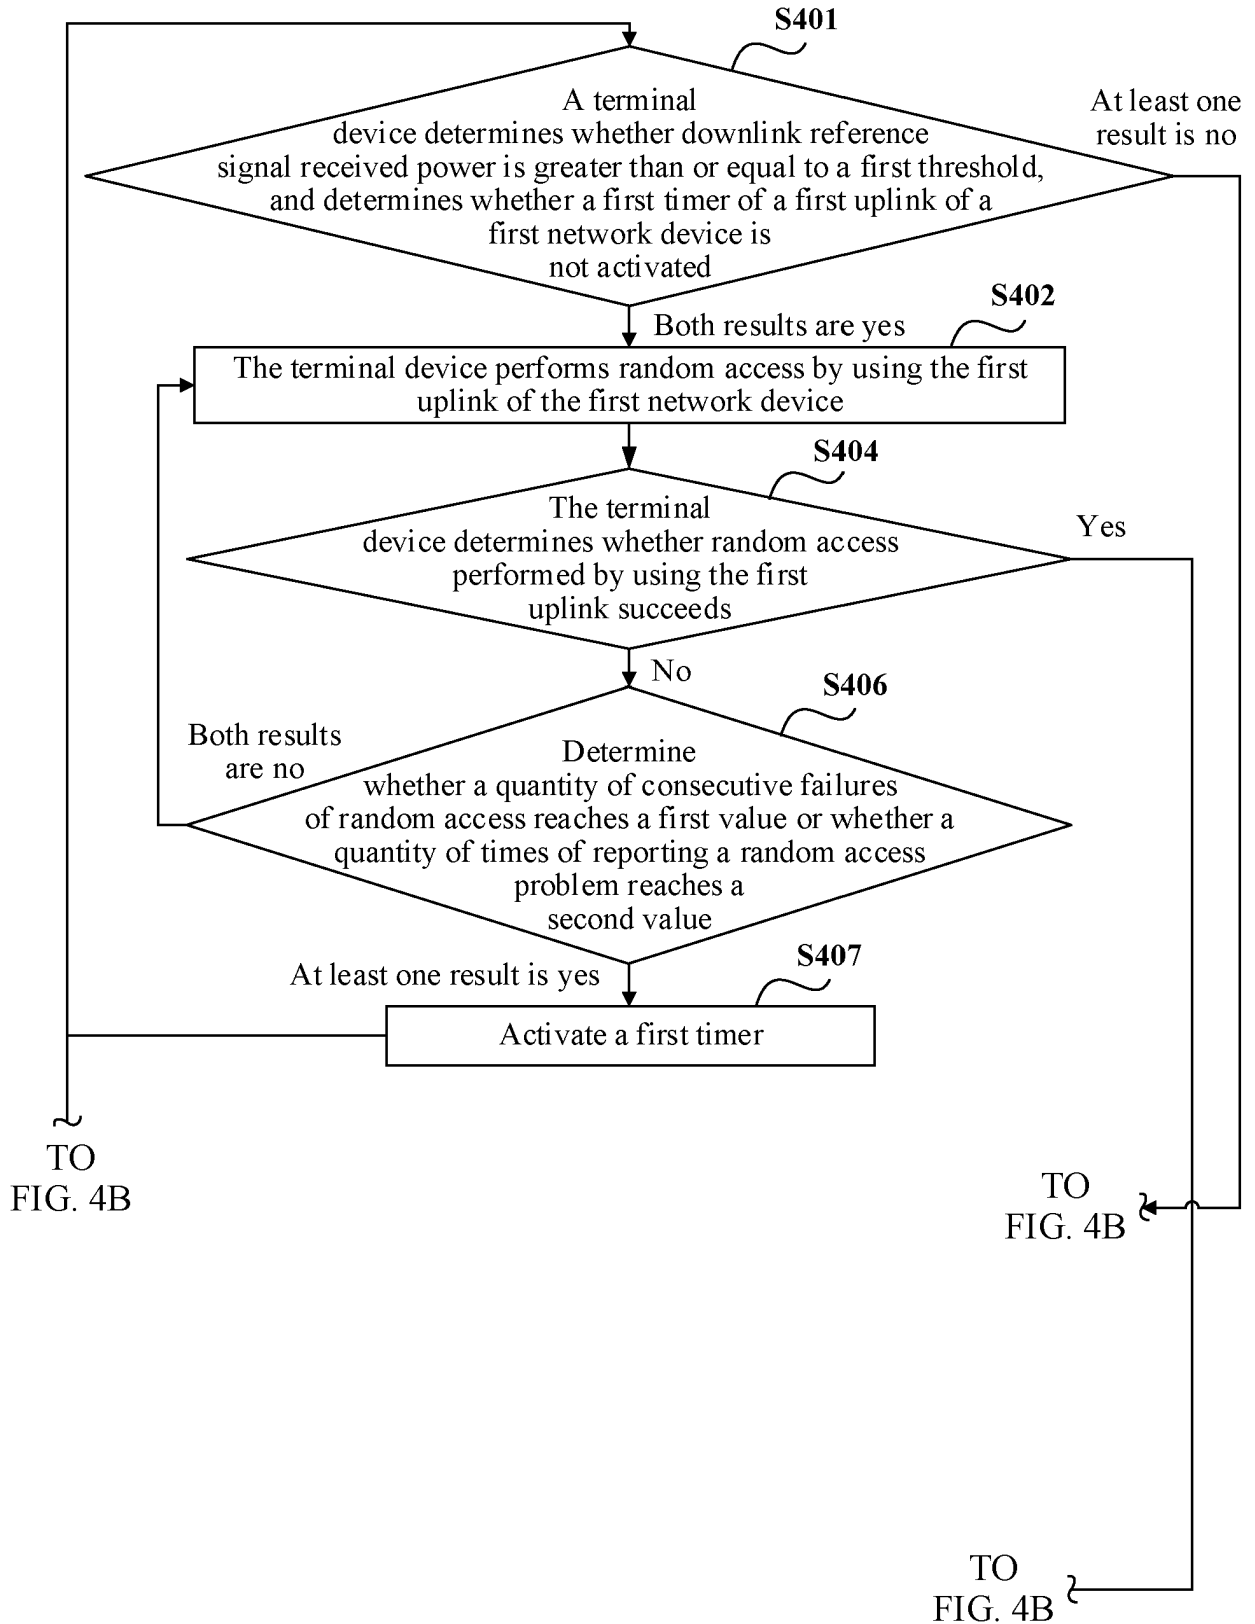 S401
A terminal
device determines whether downlink reference
signal received power is greater than or equal to a first threshold,
and determines whether a first timer of a first uplink of a
first network device is
not activated
At least one
result is no
Both results are yes
S402
The terminal device performs random access by using the first
uplink of the first network device
S404
The terminal
device determines whether random access
performed by using the first
uplink succeeds
Yes
No
S406
Both results
are no
Determine
whether a quantity of consecutive failures
of random access reaches a first value or whether a
quantity of times of reporting a random access
problem reaches a
second value
At least one result is yes
S407
Activate a first timer
TO
FIG. 4B
TO
FIG. 4B
TO
FIG. 4B